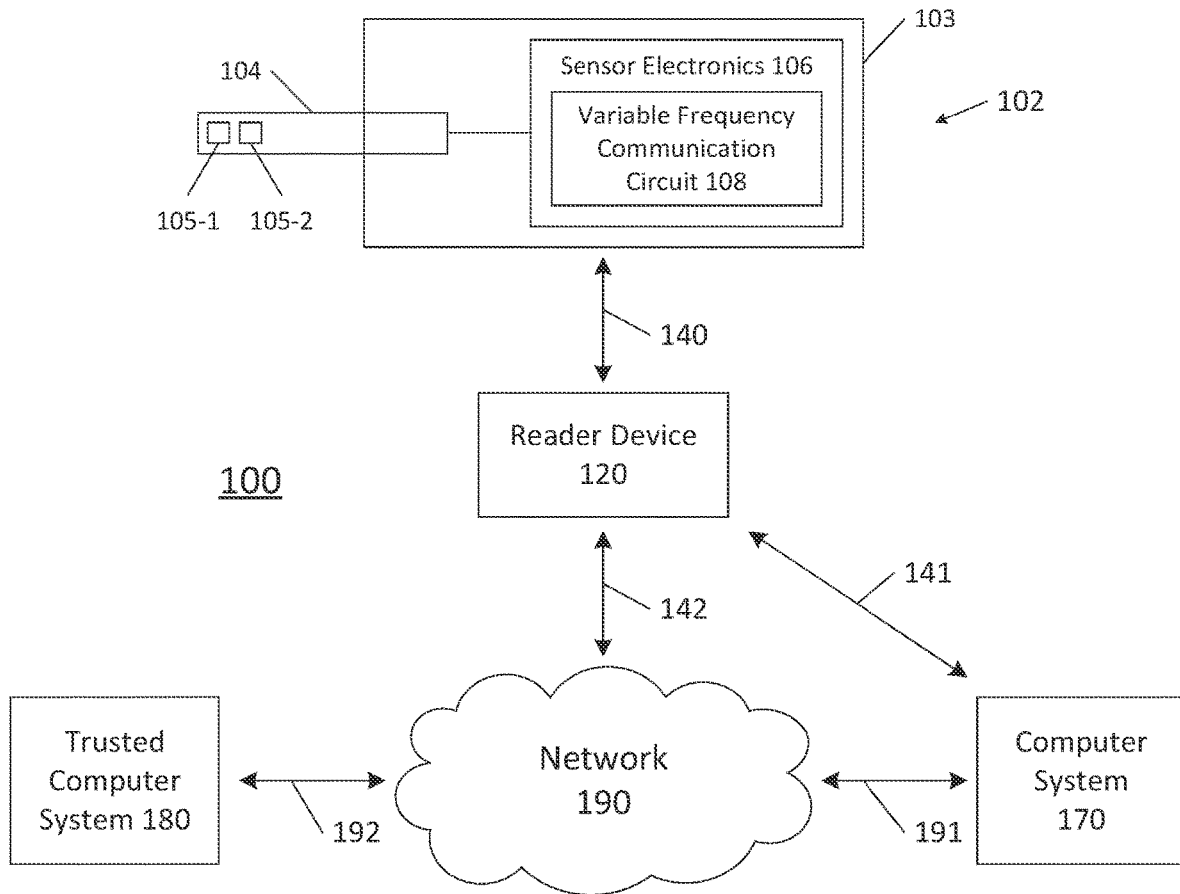 103
Sensor Electronics 106
104
102
Variable Frequency
Communication
Circuit 108
105-1
105-2
140
Reader Device
120
100
141
142
Trusted
Computer
System 180
Network
190
Computer
System
170
192
191